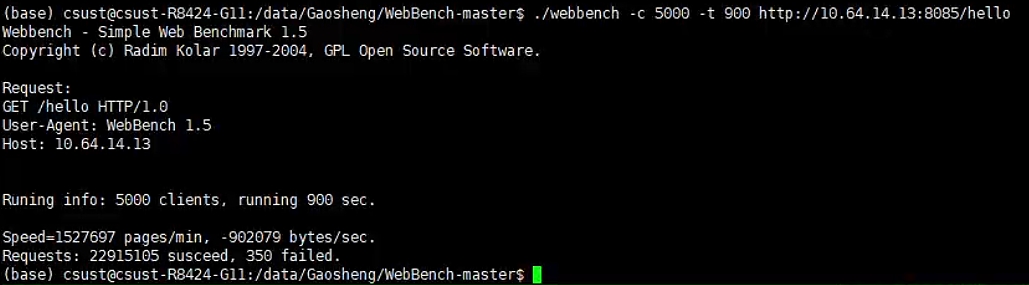 (base) csust@csust-R8424-G11:/data/Gaosheng/WebBench-master$ ./webbench -c 5000 -t 900 http://10.64.14.13:8085/hello
Webbench - Simple Web Benchmark 1.5
Copyright (c) Radim Kolar 1997-2004, GPL Open Source Software.
Request:
GET /hello HTTP/1.0
User-Agent: WebBench 1.5
Host: 10.64.14.13
Runing info: 5000 clients, running 900 sec.
Speed=1527697 pages/min, -902079 bytes/sec.
Requests: 22915105 susceed, 350 failed.
(base) csust@csust-R8424-G11:/data/Gaosheng/WebBench-master$